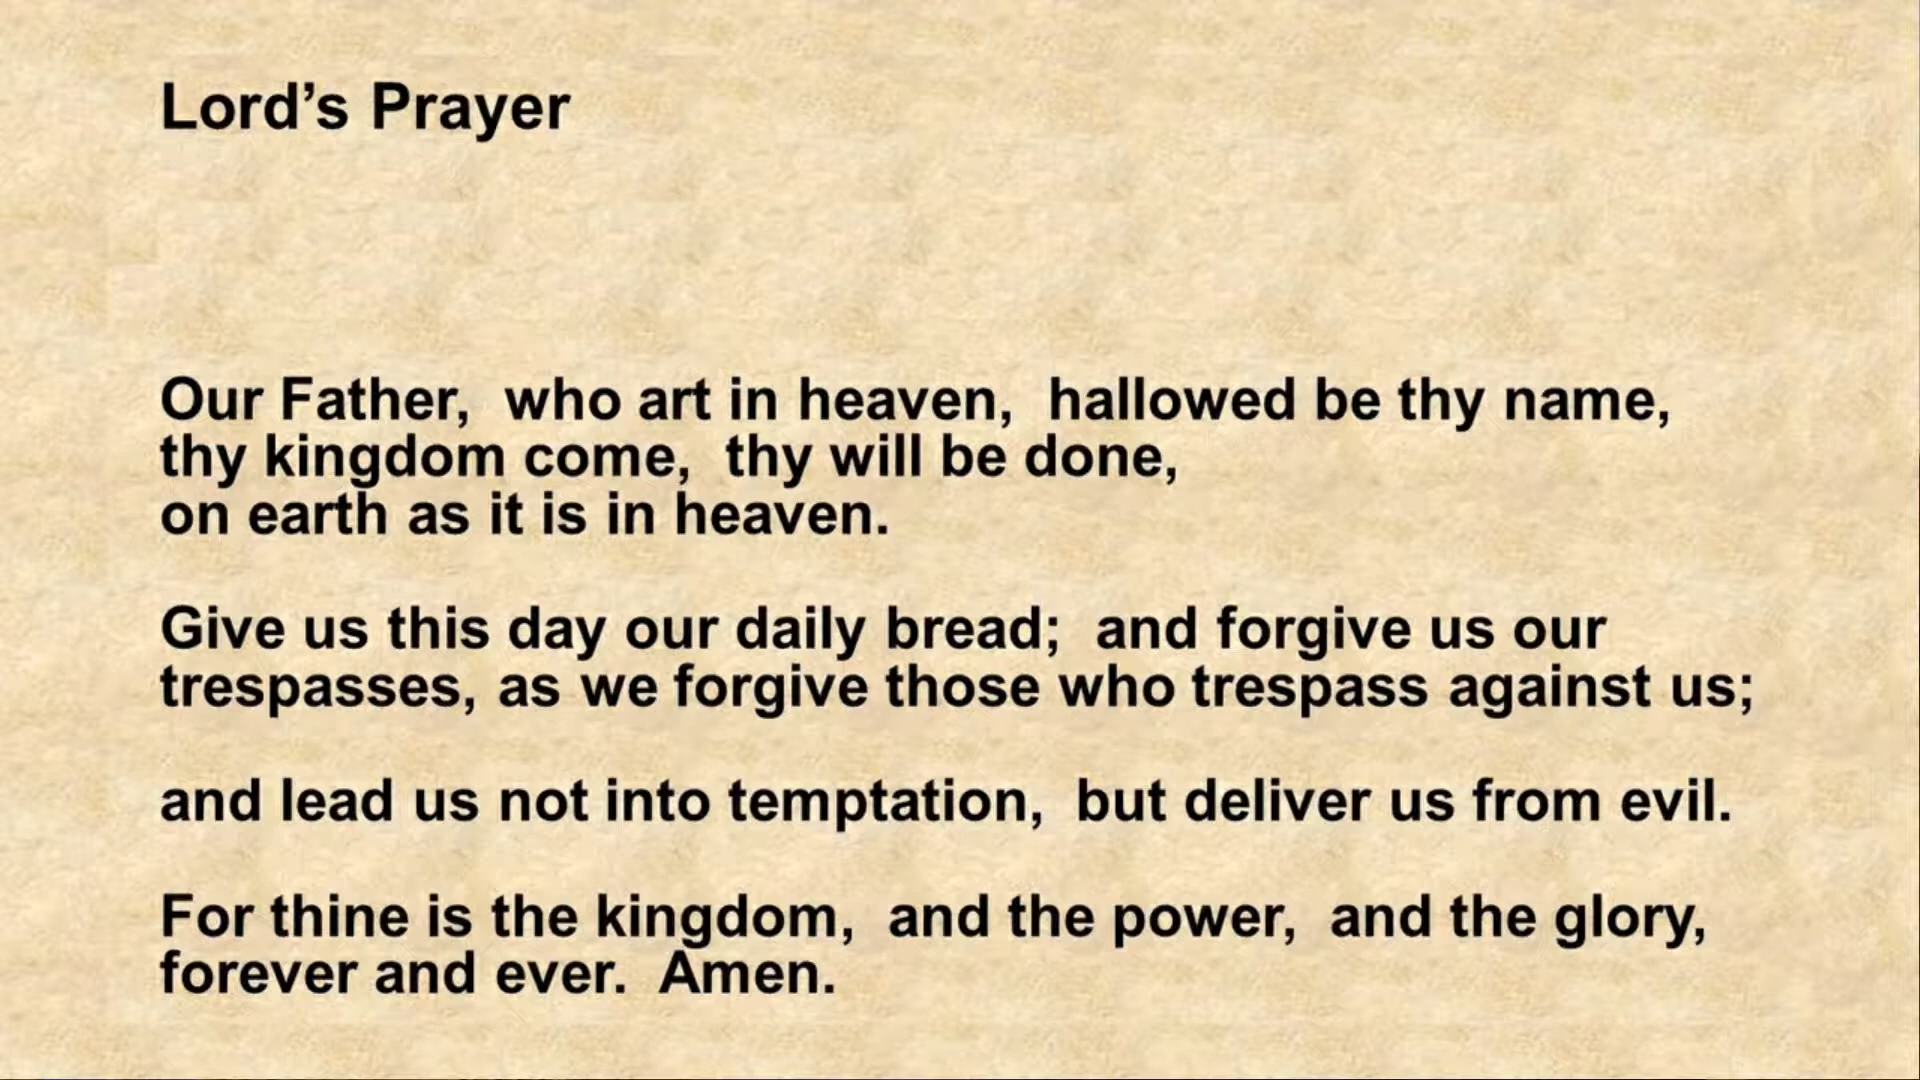 Lord’s Prayer
Our Father,  who art in heaven,  hallowed be thy name,
thy kingdom come,  thy will be done,
on earth as it is in heaven.
Give us this day our daily bread;  and forgive us our
trespasses, as we forgive those who trespass against us;
and lead us not into temptation,  but deliver us from evil.
For thine is the kingdom,  and the power,  and the glory,
forever and ever.  Amen.